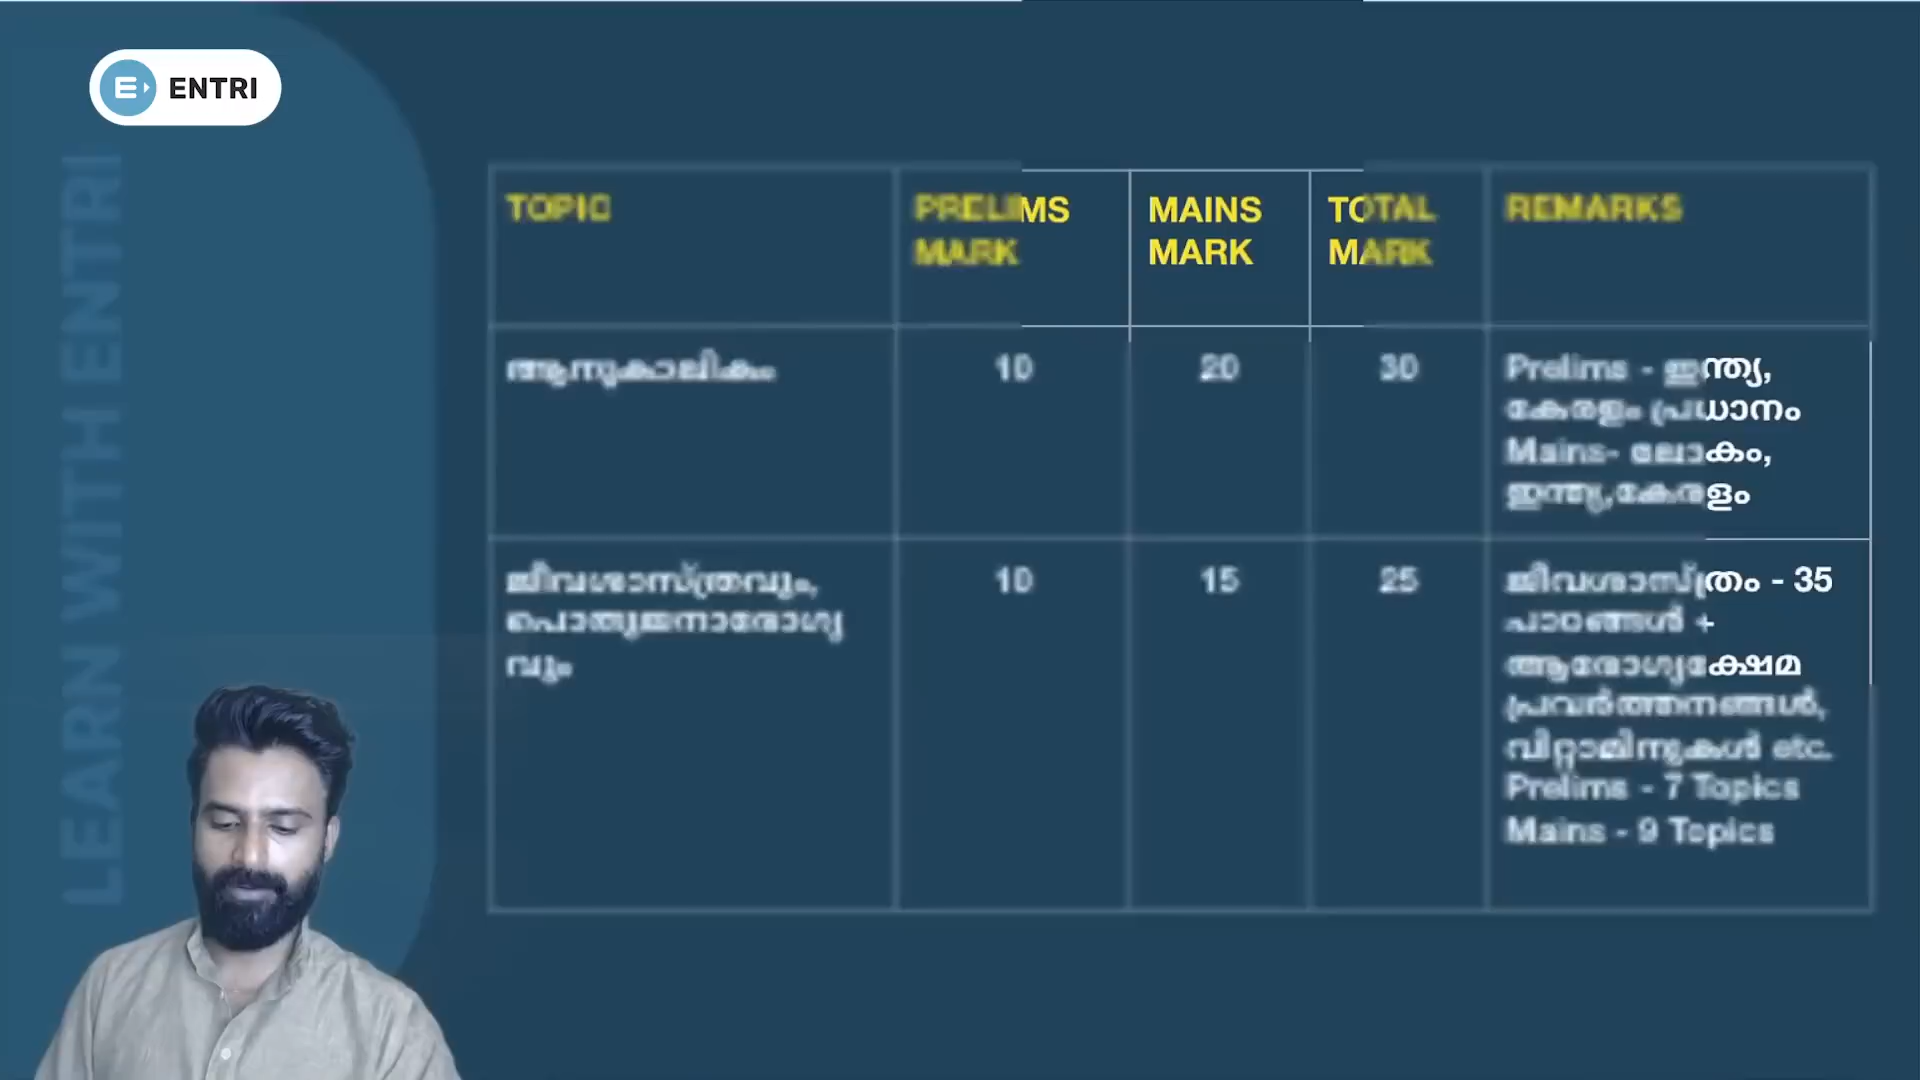 ENTRI
LEARN WITH ENTRI
TOPIC
PRELIMS
MARK
MAINS
MARK
TOTAL
MARK
REMARKS
ആനുകാലികം
10
20
30
Prelims - ഇന്ത്യ,
കേരളം പ്രധാനം
Mains- ലോകം,
ഇന്ത്യ,കേരളം
ജീവശാസ്ത്രവും,
പൊതുജനാരോഗ്യ
വും
10
15
25
ജീവശാസ്ത്രം - 35
പാഠങ്ങൾ +
ആരോഗ്യക്ഷേമ
പ്രവർത്തനങ്ങൾ,
വിറ്റാമിനുകൾ etc.
Prelims - 7 Topics
Mains - 9 Topics